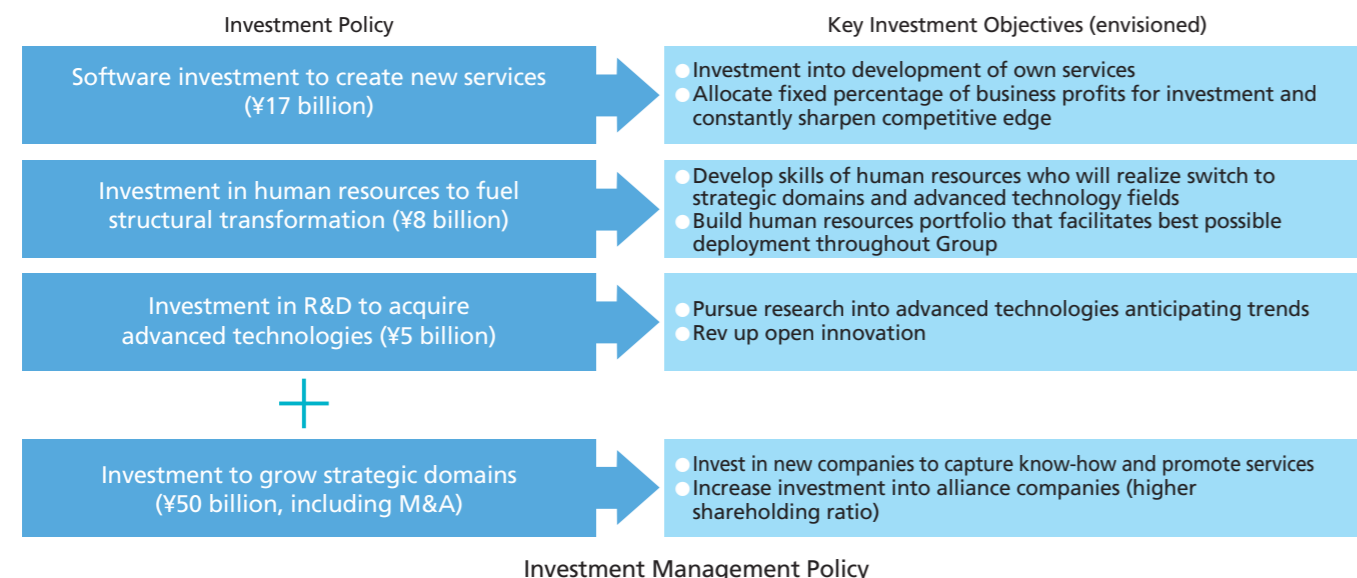 Investment Policy
Key Investment Objectives (envisioned)
Software investment to create new services
(¥17 billion)
Investment into development of own services
Allocate fixed percentage of business profits for investment and
constantly sharpen competitive edge
Investment in human resources to fuel
structural transformation (¥8 billion)
Develop skills of human resources who will realize switch to
strategic domains and advanced technology fields
Build human resources portfolio that facilitates best possible
deployment throughout Group
Investment in R&D to acquire
advanced technologies (¥5 billion)
Pursue research into advanced technologies anticipating trends
Rev up open innovation
Investment to grow strategic domains
(¥50 billion, including M&A)
Invest in new companies to capture know-how and promote services
Increase investment into alliance companies (higher
shareholding ratio)
Investment Management Policy